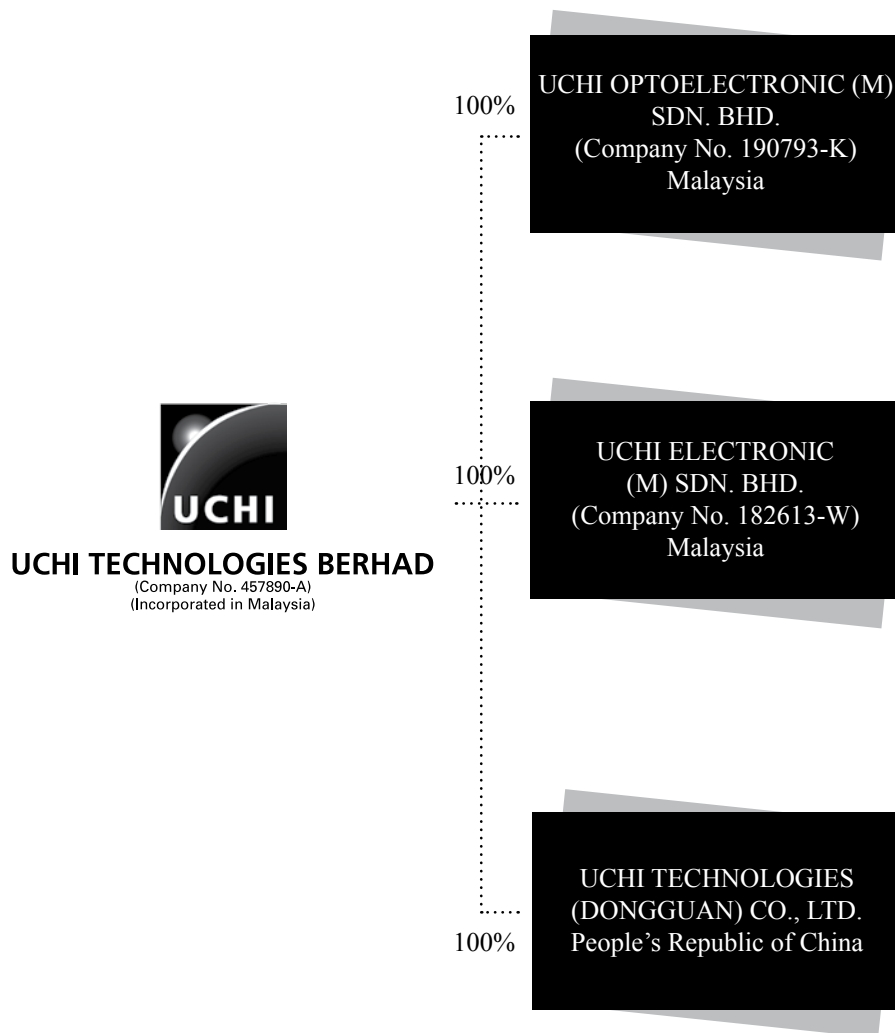 UCHI
UCHI TECHNOLOGIES BERHAD
(Company No. 457890-A)
(Incorporated in Malaysia)
100%
UCHI OPTOELECTRONIC (M)
SDN. BHD.
(Company No. 190793-K)
Malaysia
100%
UCHI ELECTRONIC
(M) SDN. BHD.
(Company No. 182613-W)
Malaysia
100%
UCHI TECHNOLOGIES
(DONGGUAN) CO., LTD.
People’s Republic of China